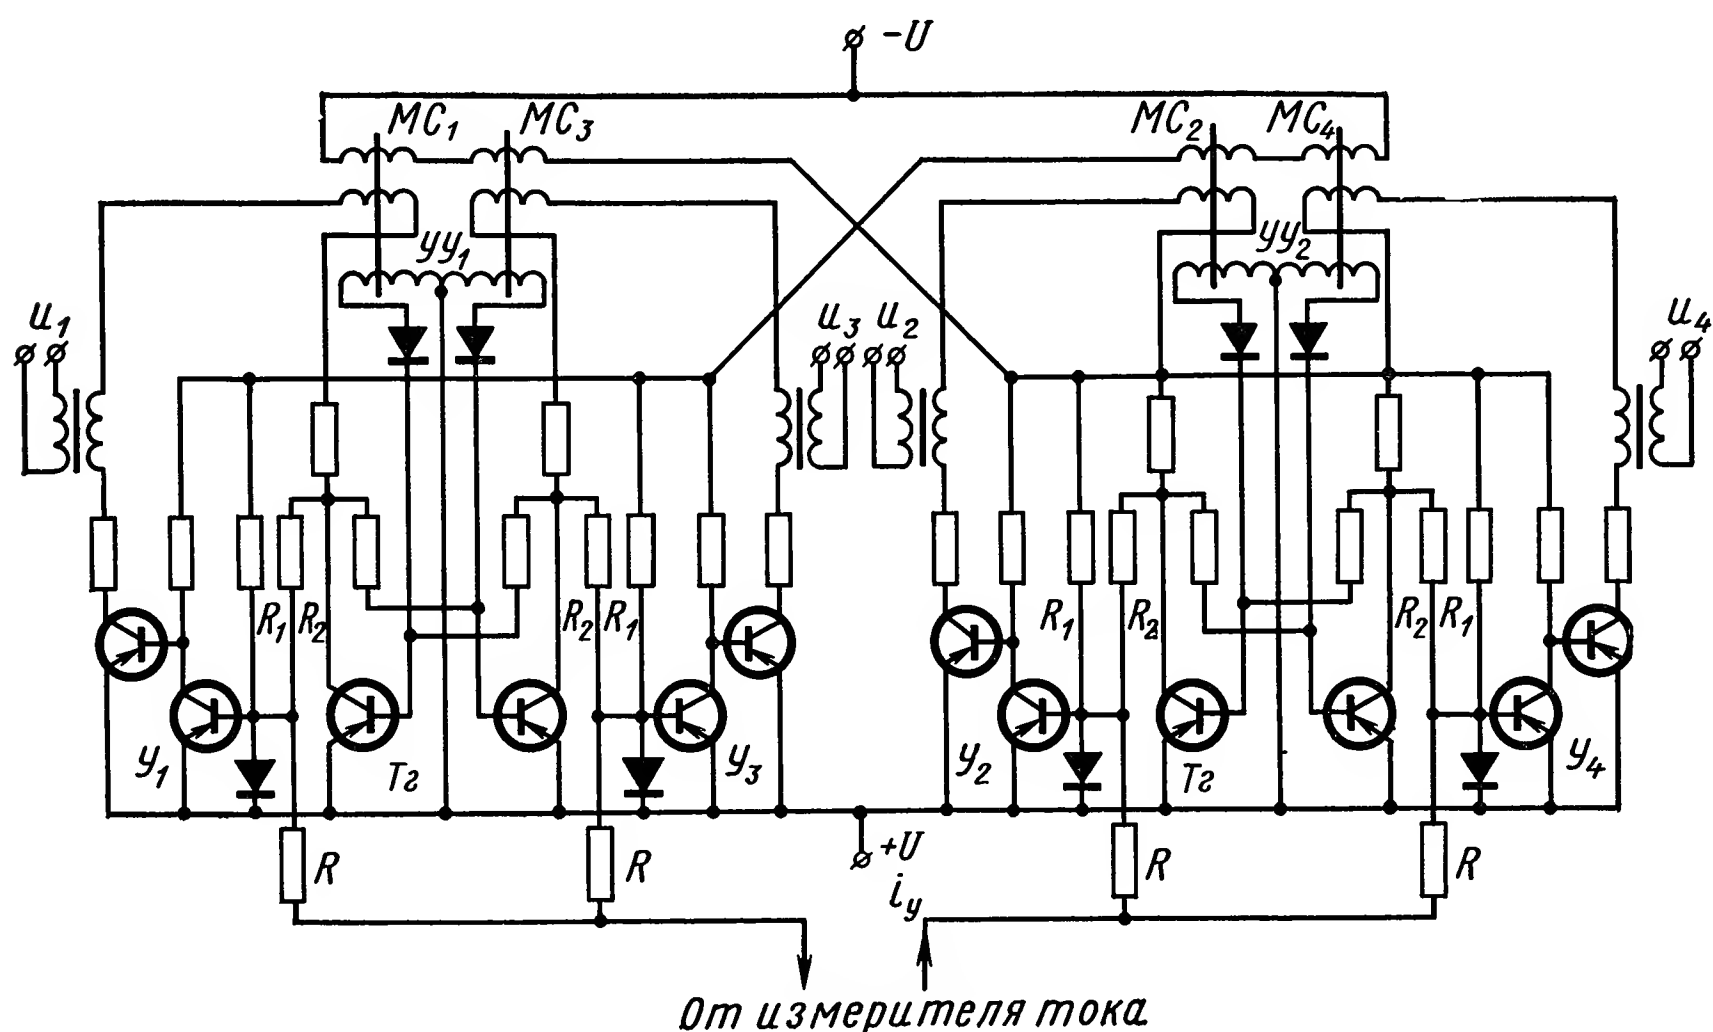 −U
MC₁ MC₃ MC₂ MC₄
УУ₁ УУ₂
u₁ u₃ u₂ u₄
R₁ R₂ R₂ R₁ R₁ R₂ R₂ R₁
У₁ Тг У₃ У₂ Тг У₄
+U
R R R R
iу
От измерителя тока